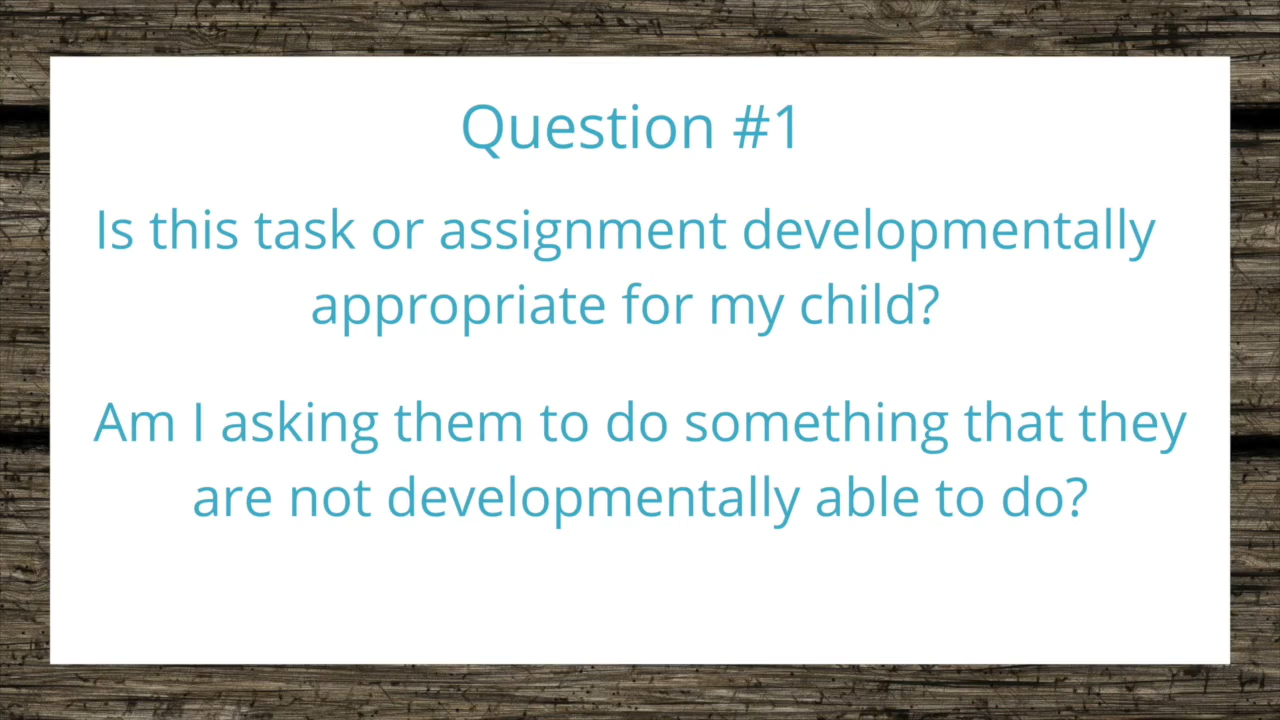 Question #1
Is this task or assignment developmentally
appropriate for my child?
Am I asking them to do something that they
are not developmentally able to do?